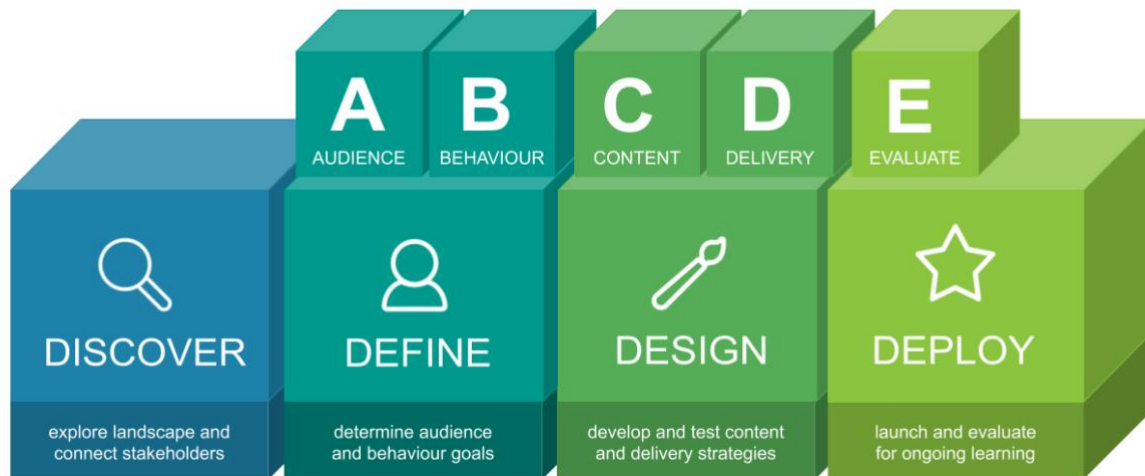 A
AUDIENCE
B
BEHAVIOUR
C
CONTENT
D
DELIVERY
E
EVALUATE
DISCOVER
explore landscape and
connect stakeholders
DEFINE
determine audience
and behaviour goals
DESIGN
develop and test content
and delivery strategies
DEPLOY
launch and evaluate
for ongoing learning